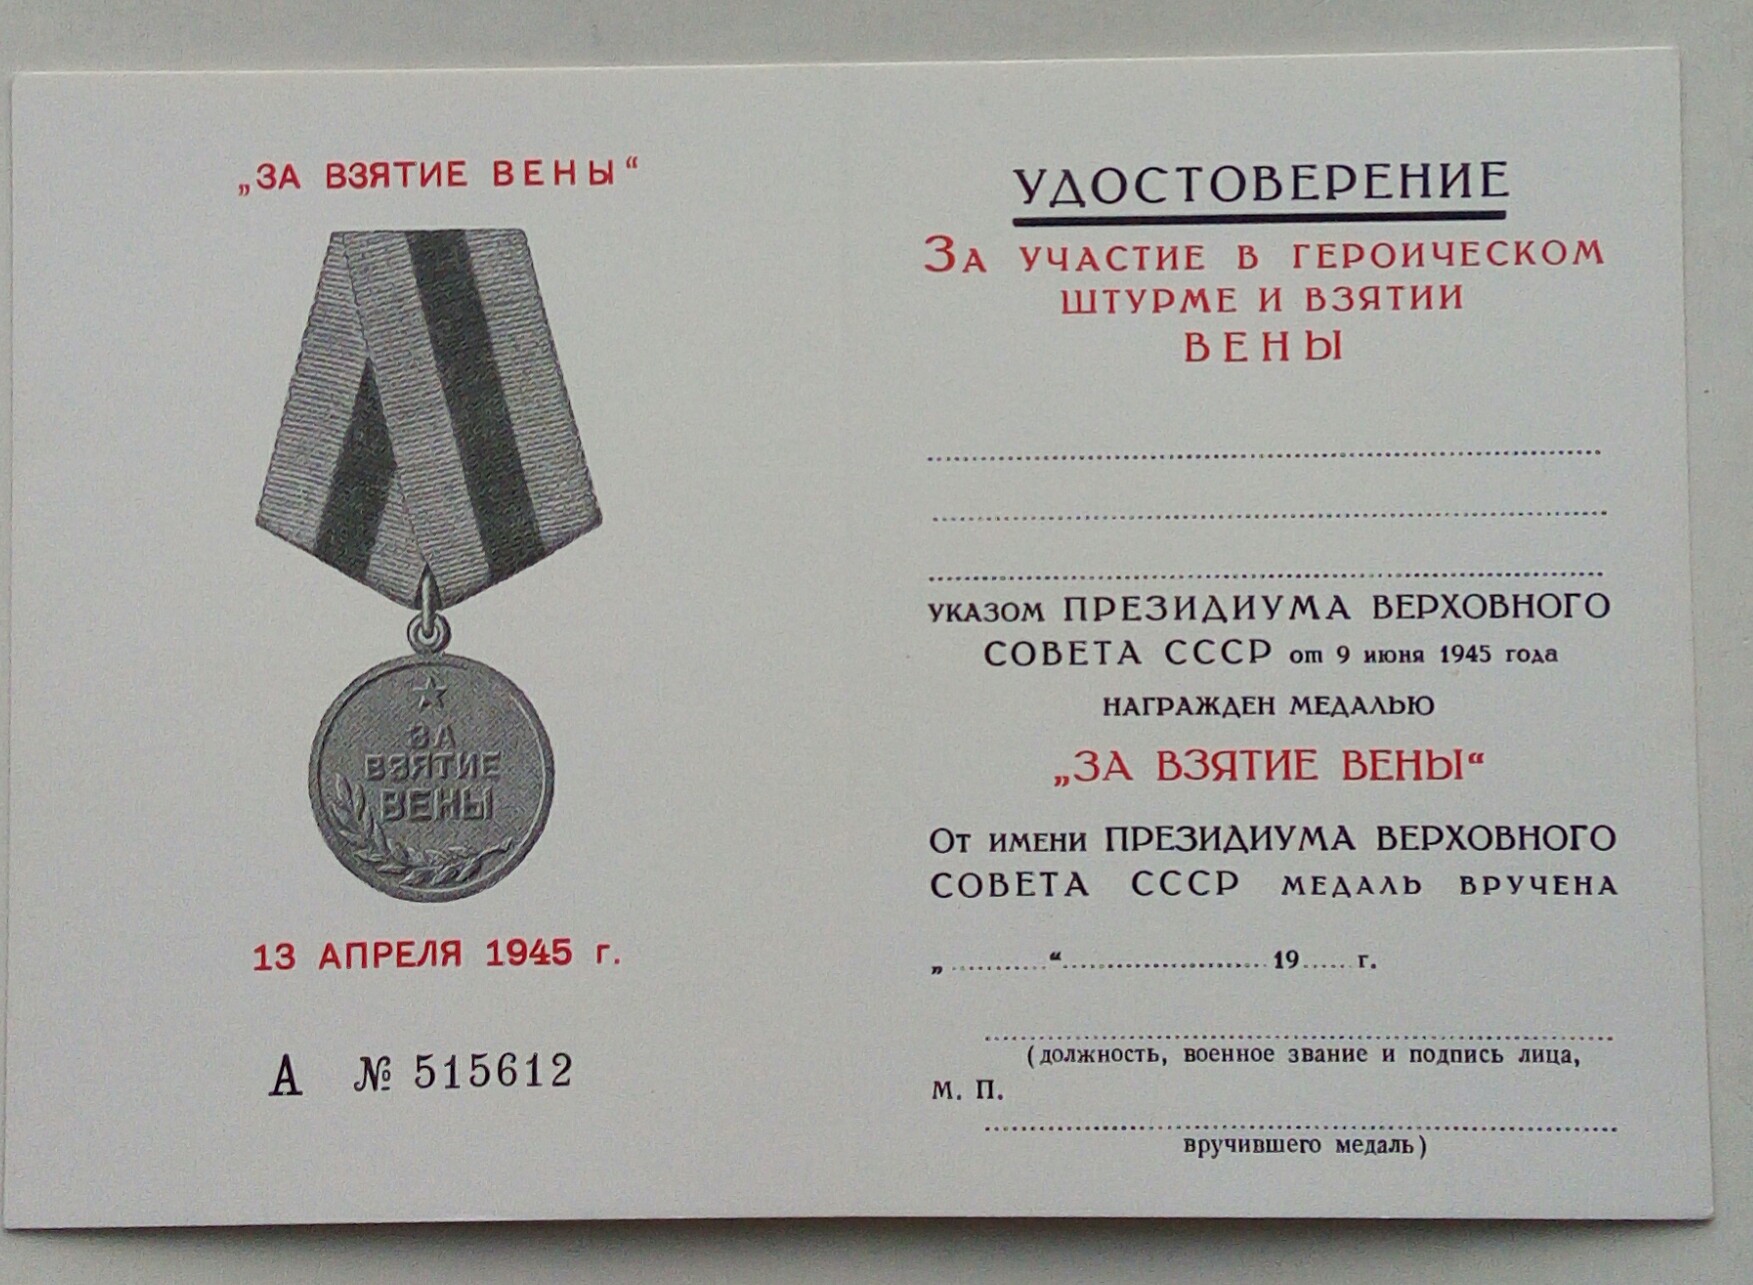 „ЗА ВЗЯТИЕ ВЕНЫ“
ЗА
ВЗЯТИЕ
ВЕНЫ
13 АПРЕЛЯ 1945 г.
А № 515612
УДОСТОВЕРЕНИЕ
За УЧАСТИЕ В ГЕРОИЧЕСКОМ
ШТУРМЕ И ВЗЯТИИ
ВЕНЫ
УКАЗОМ ПРЕЗИДИУМА ВЕРХОВНОГО
СОВЕТА СССР от 9 июня 1945 года
НАГРАЖДЕН МЕДАЛЬЮ
„ЗА ВЗЯТИЕ ВЕНЫ“
От ИМЕНИ ПРЕЗИДИУМА ВЕРХОВНОГО
СОВЕТА СССР МЕДАЛЬ ВРУЧЕНА
„..........“.................... 19...... г.
(должность, военное звание и подпись лица,
М. П.
вручившего медаль)